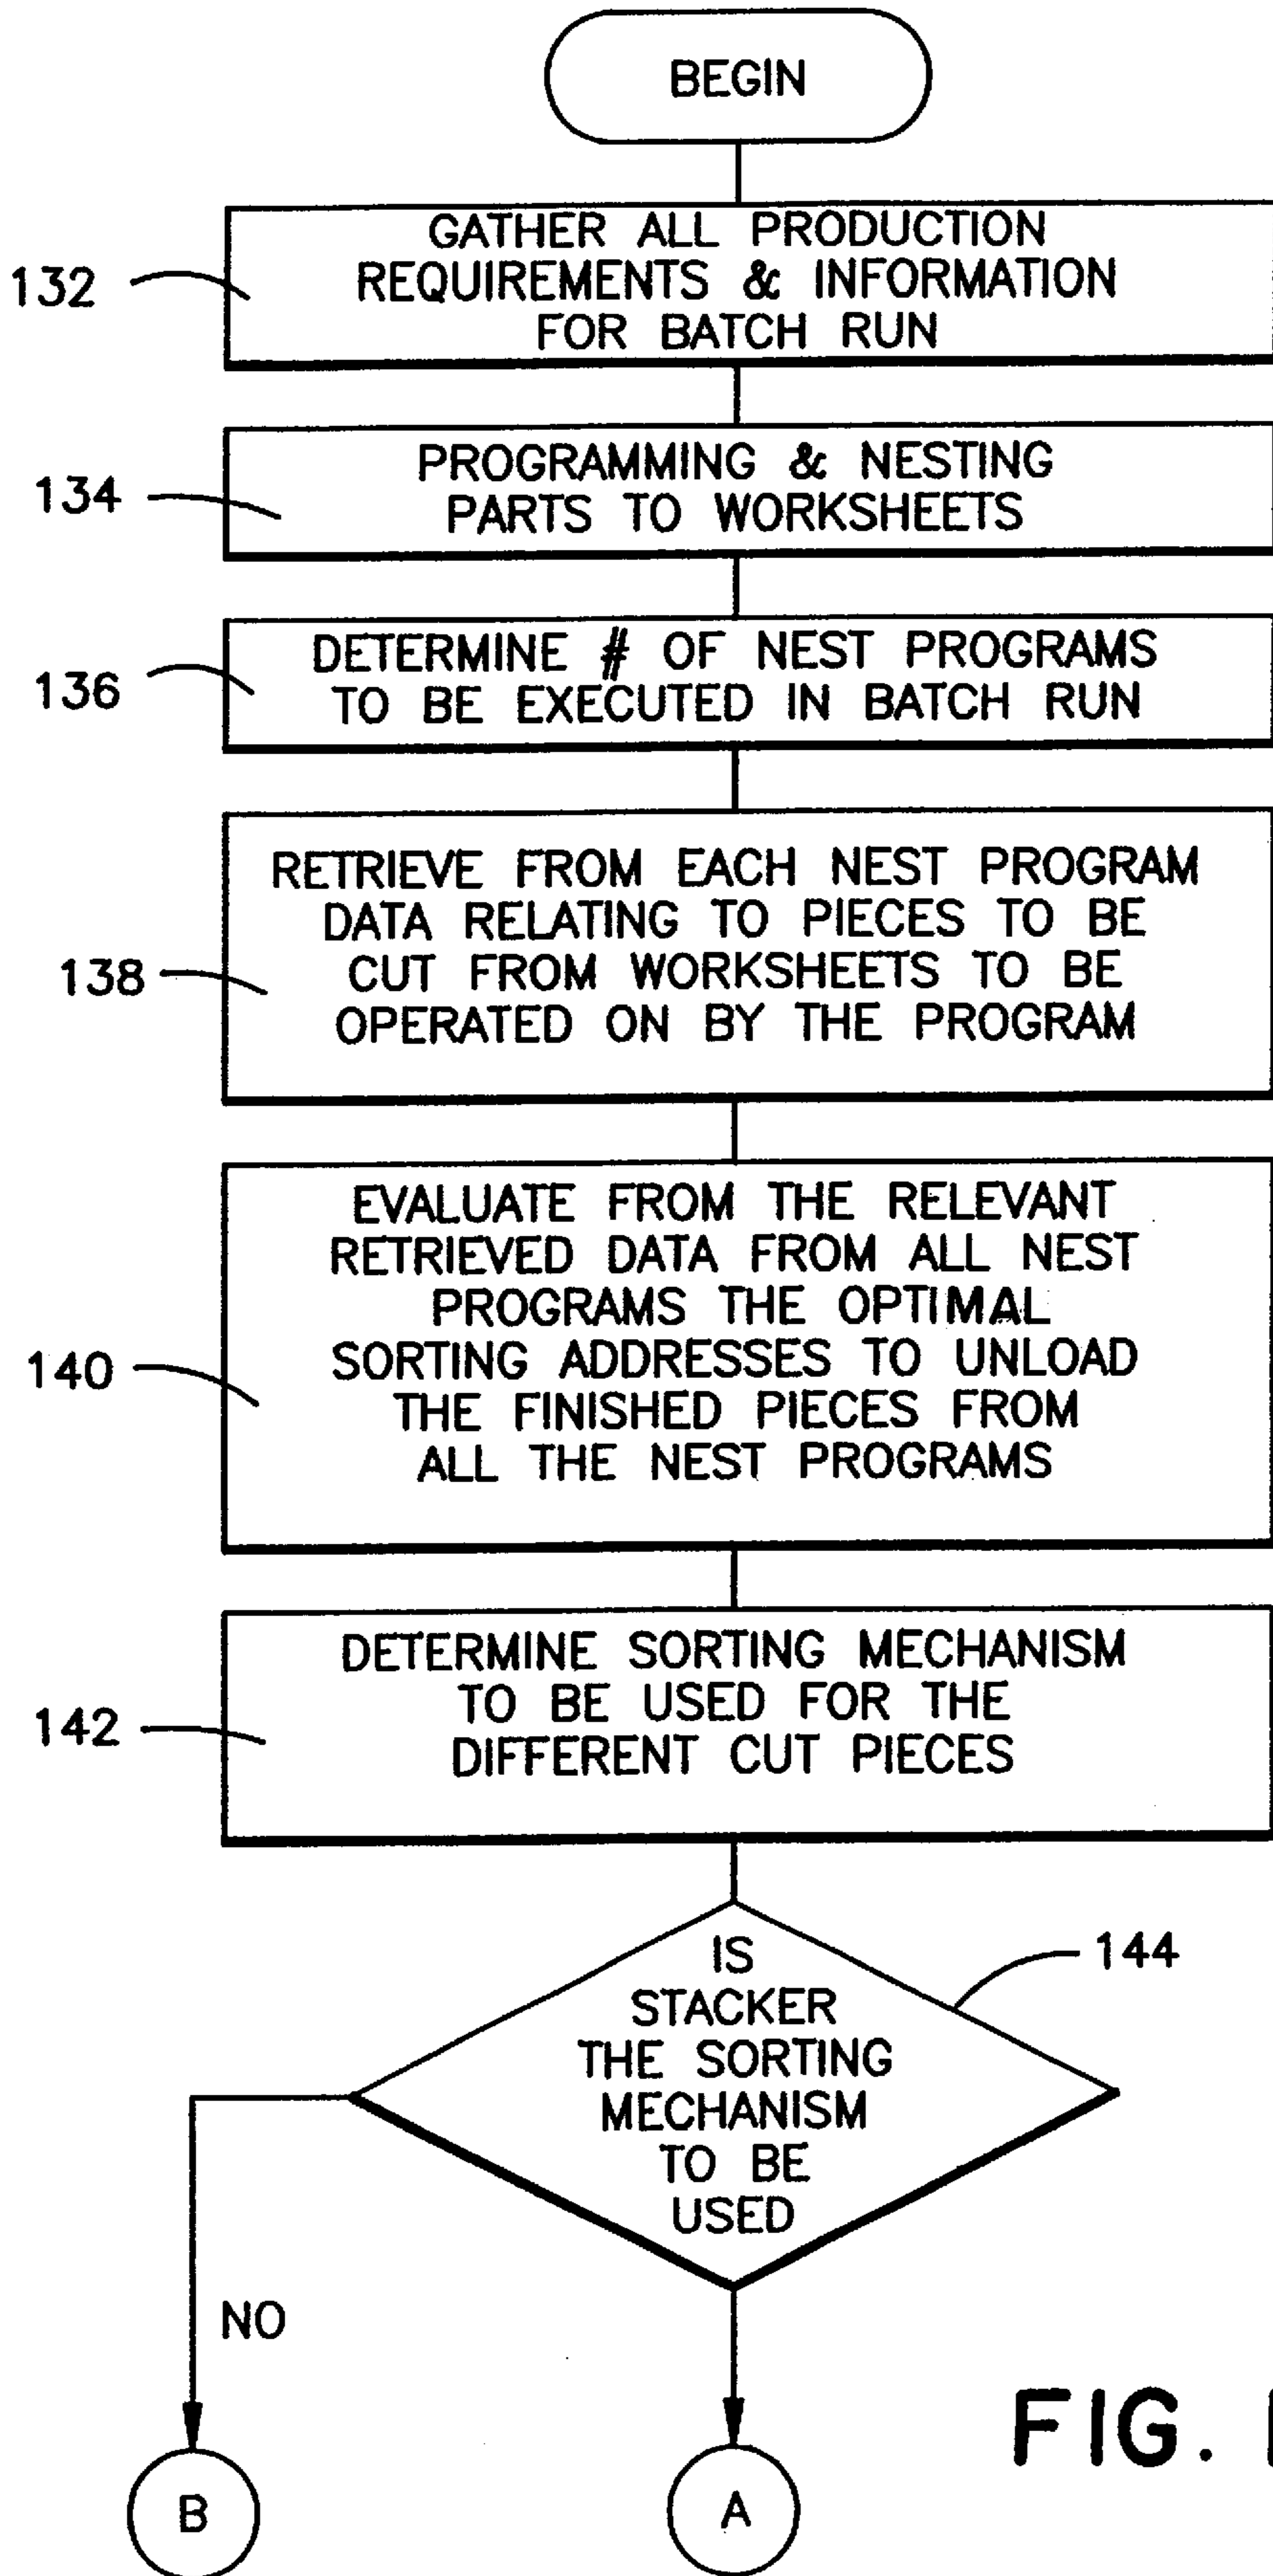 BEGIN
132
GATHER ALL PRODUCTION
REQUIREMENTS & INFORMATION
FOR BATCH RUN
134
PROGRAMMING & NESTING
PARTS TO WORKSHEETS
136
DETERMINE # OF NEST PROGRAMS
TO BE EXECUTED IN BATCH RUN
138
RETRIEVE FROM EACH NEST PROGRAM
DATA RELATING TO PIECES TO BE
CUT FROM WORKSHEETS TO BE
OPERATED ON BY THE PROGRAM
140
EVALUATE FROM THE RELEVANT
RETRIEVED DATA FROM ALL NEST
PROGRAMS THE OPTIMAL
SORTING ADDRESSES TO UNLOAD
THE FINISHED PIECES FROM
ALL THE NEST PROGRAMS
142
DETERMINE SORTING MECHANISM
TO BE USED FOR THE
DIFFERENT CUT PIECES
144
IS
STACKER
THE SORTING
MECHANISM
TO BE
USED
NO
B
A
FIG.